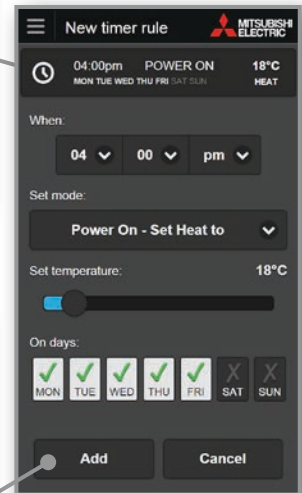 New timer rule
MITSUBISHI
ELECTRIC
04:00pm POWER ON 18°C
MON TUE WED THU FRI SAT SUN HEAT
When:
04 00 pm
Set mode:
Power On - Set Heat to
Set temperature: 18°C
On days:
MON TUE WED THU FRI SAT SUN
Add Cancel